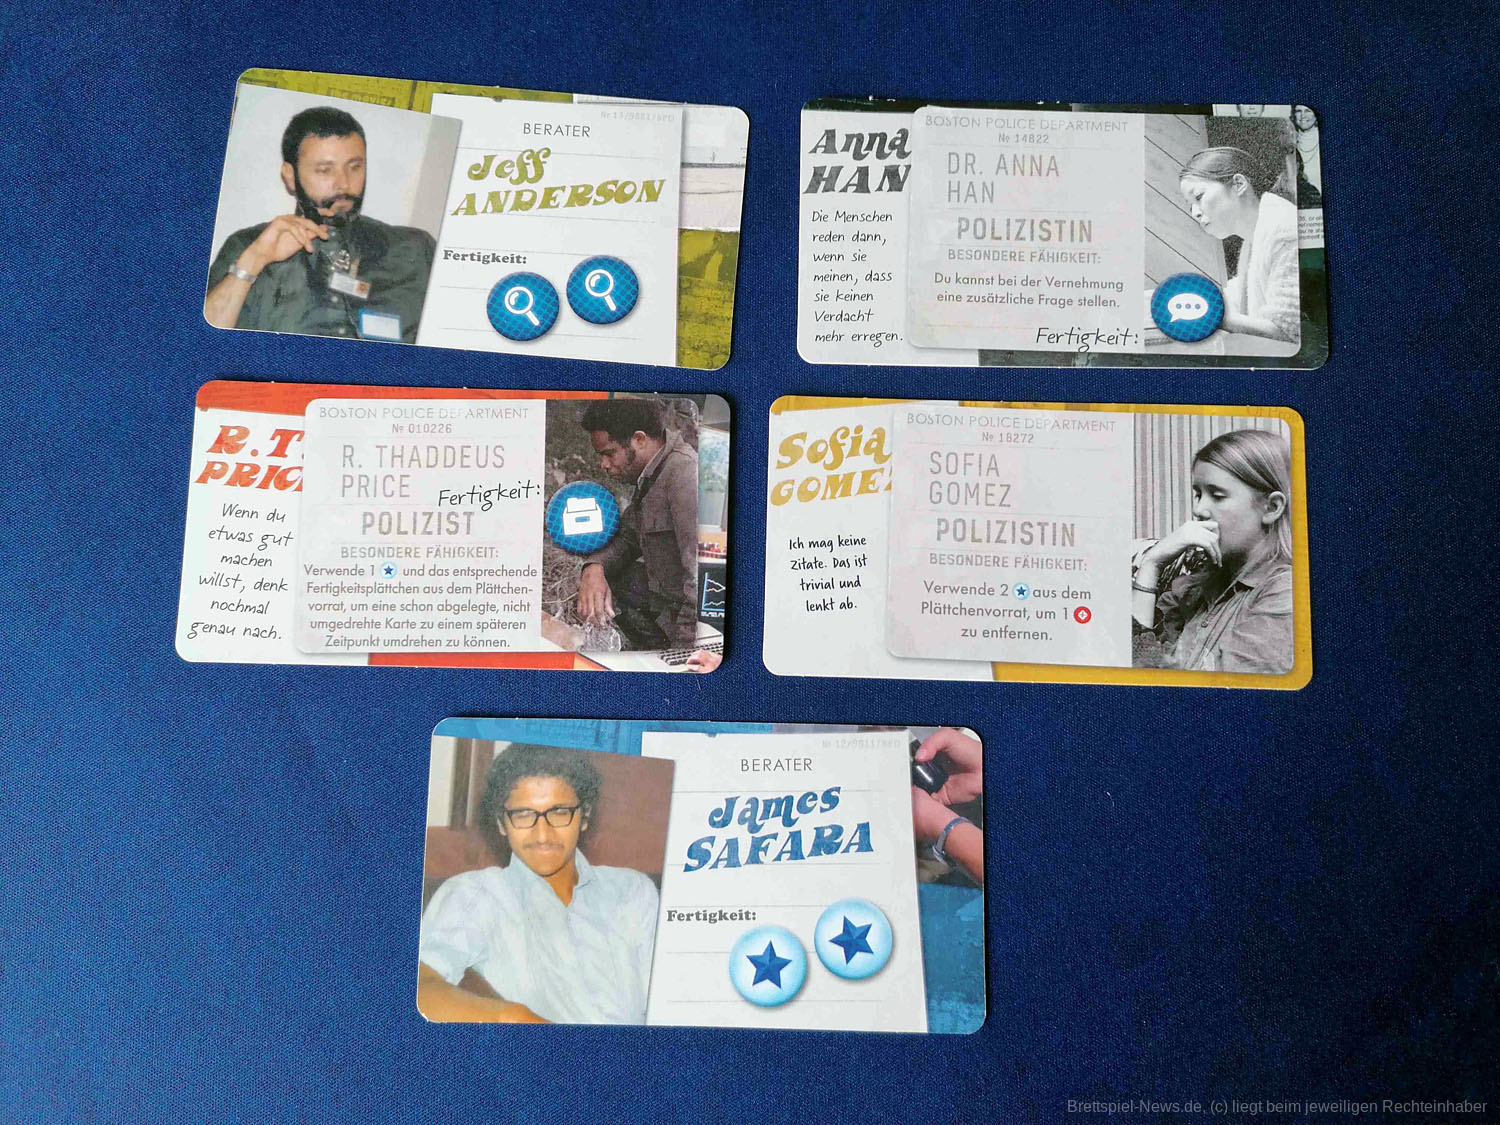 BERATER
Jeff
ANDERSON
Fertigkeit:
Anna
HAN
Die Menschen
reden dann,
wenn sie
meinen, dass
sie keinen
Verdacht
mehr erregen.
BOSTON POLICE DEPARTMENT
№ 14822
DR. ANNA
HAN
POLIZISTIN
BESONDERE FÄHIGKEIT:
Du kannst bei der Vernehmung
eine zusätzliche Frage stellen.
Fertigkeit:
R.T.
PRICE
Wenn du
etwas gut
machen
willst, denk
nochmal
genau nach.
BOSTON POLICE DEPARTMENT
№ 010226
R. THADDEUS
PRICE
Fertigkeit:
POLIZIST
BESONDERE FÄHIGKEIT:
Verwende 1 und das entsprechende
Fertigkeitsplättchen aus dem Plättchen-
vorrat, um eine schon abgelegte, nicht
umgedrehte Karte zu einem späteren
Zeitpunkt umdrehen zu können.
Sofia
GOMEZ
Ich mag keine
Zitate. Das ist
trivial und
lenkt ab.
BOSTON POLICE DEPARTMENT
№ 18272
SOFIA
GOMEZ
POLIZISTIN
BESONDERE FÄHIGKEIT:
Verwende 2 aus dem
Plättchenvorrat, um 1
zu entfernen.
BERATER
James
SAFARA
Fertigkeit:
Brettspiel-News.de, (c) liegt beim jeweiligen Rechteinhaber